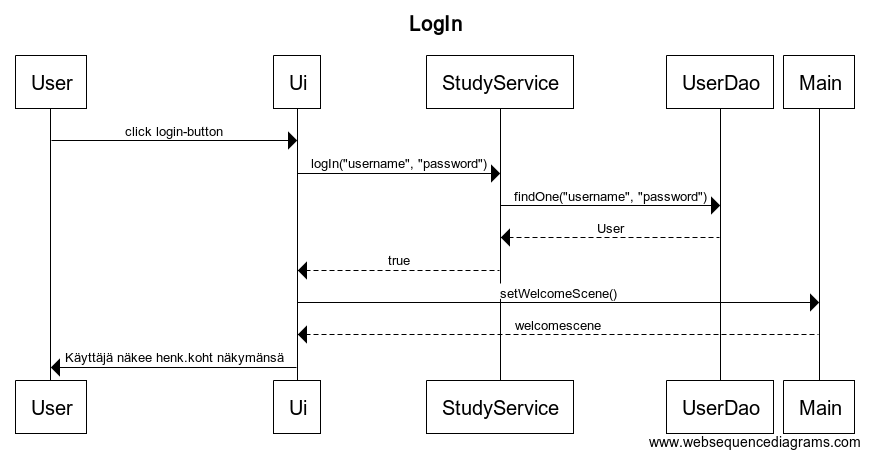 LogIn
User
Ui
StudyService
UserDao
Main
click login-button
logIn("username", "password")
findOne("username", "password")
User
true
setWelcomeScene()
welcomescene
Käyttäjä näkee henk.koht näkymänsä
User
Ui
StudyService
UserDao
Main
www.websequencediagrams.com